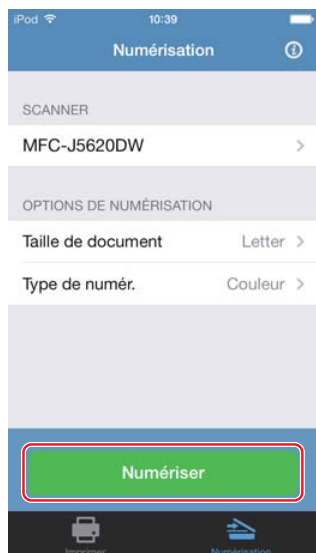 iPod 10:39
Numérisation
SCANNER
MFC-J5620DW
OPTIONS DE NUMÉRISATION
Taille de document Letter
Type de numér. Couleur
Numériser
Imprimer Numérisation